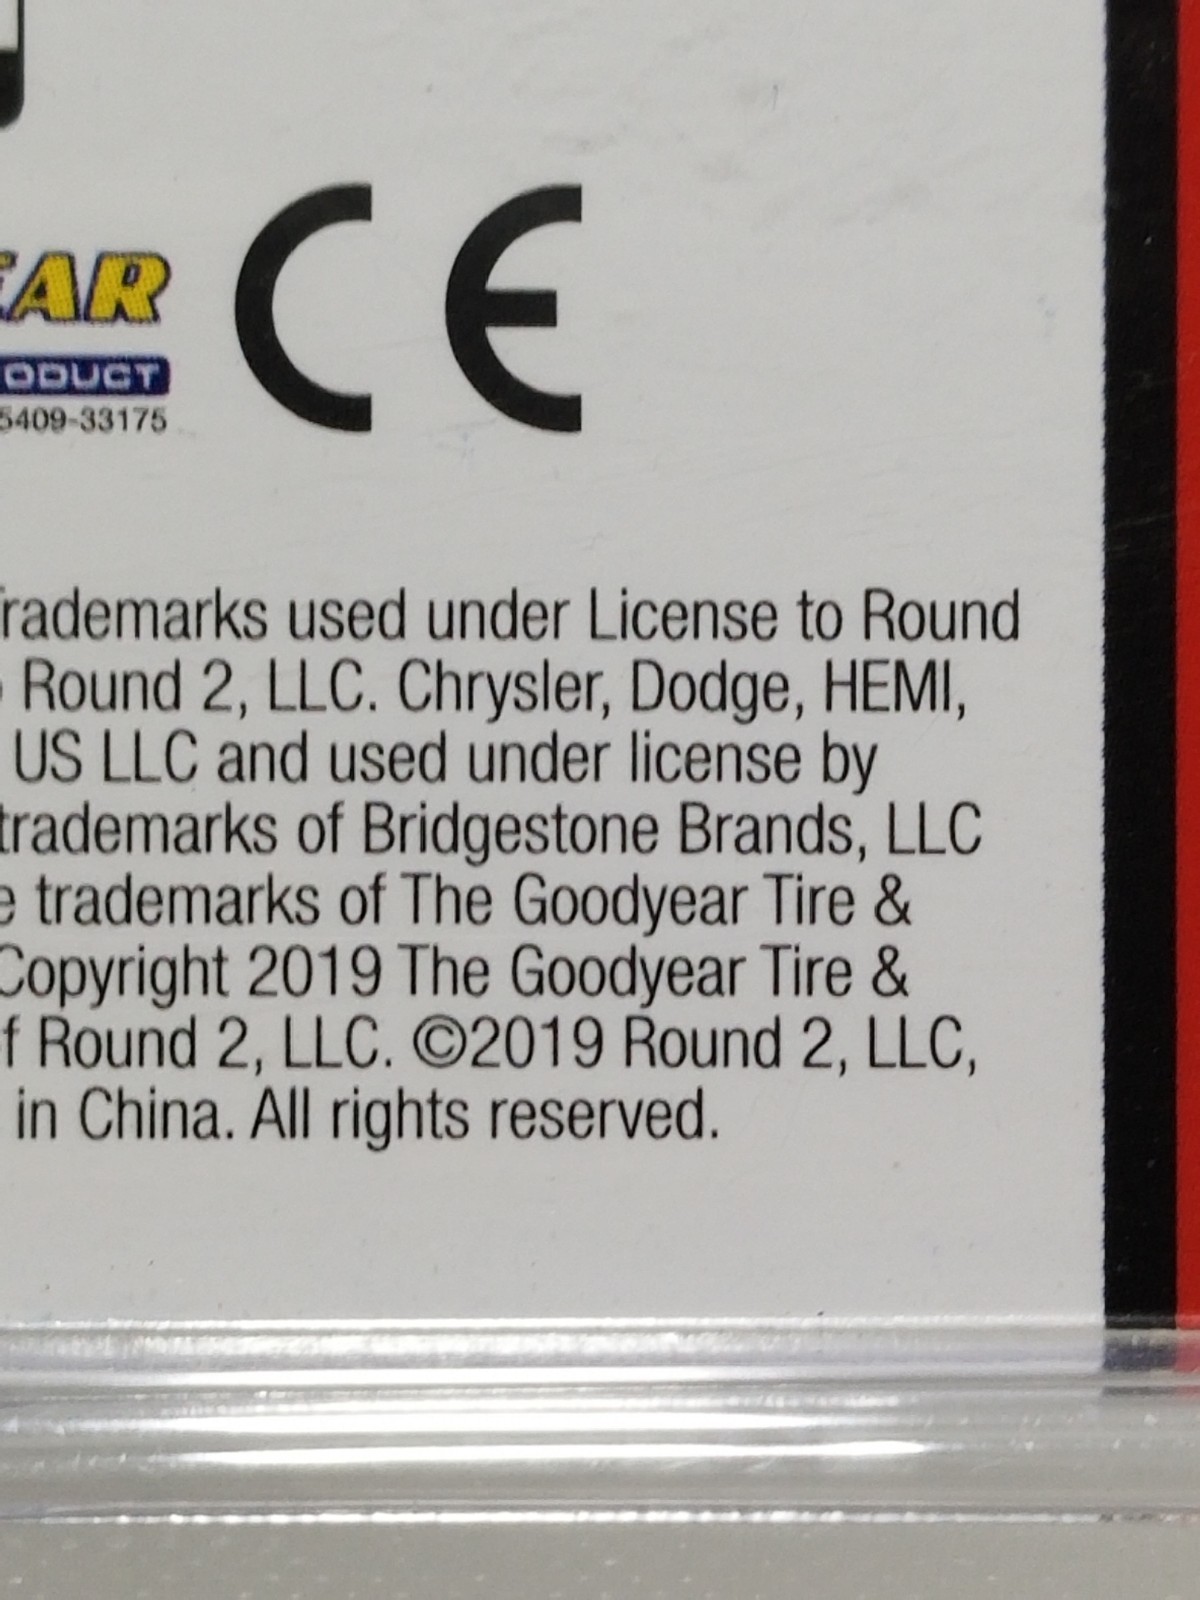 EAR
ODUCT
5409-33175
CE
Trademarks used under License to Round
Round 2, LLC. Chrysler, Dodge, HEMI,
US LLC and used under license by
trademarks of Bridgestone Brands, LLC
e trademarks of The Goodyear Tire &
Copyright 2019 The Goodyear Tire &
f Round 2, LLC. ©2019 Round 2, LLC,
in China. All rights reserved.